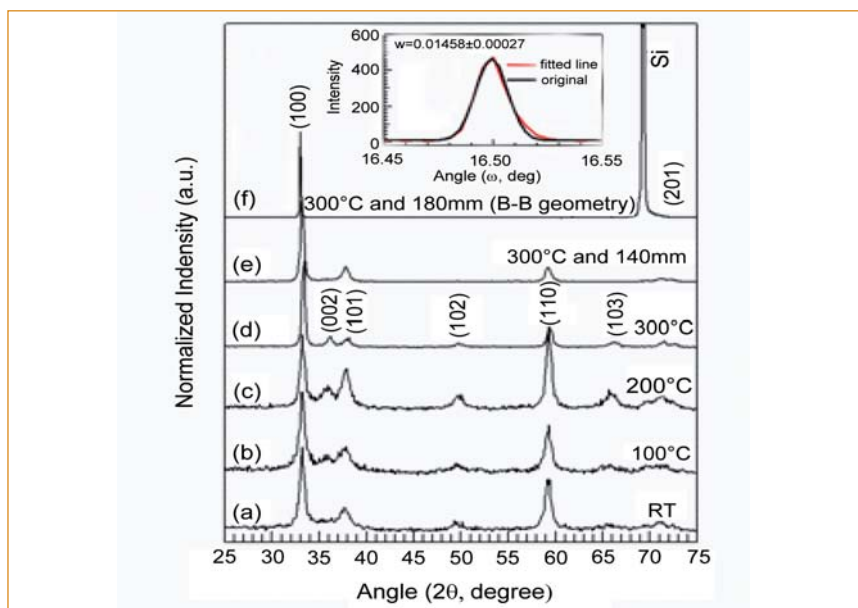 w=0.01458±0.00027
fitted line
original
Intensity
600
400
200
0
16.45 16.50 16.55
Angle (ω, deg)
Si
(100)
(201)
(f) 300°C and 180mm (B-B geometry)
(e) 300°C and 140mm
(002) (101) (102) (110) (103)
(d) 300°C
(c) 200°C
(b) 100°C
(a) RT
Normalized Indensity (a.u.)
25 30 35 40 45 50 55 60 65 70 75
Angle (2θ, degree)